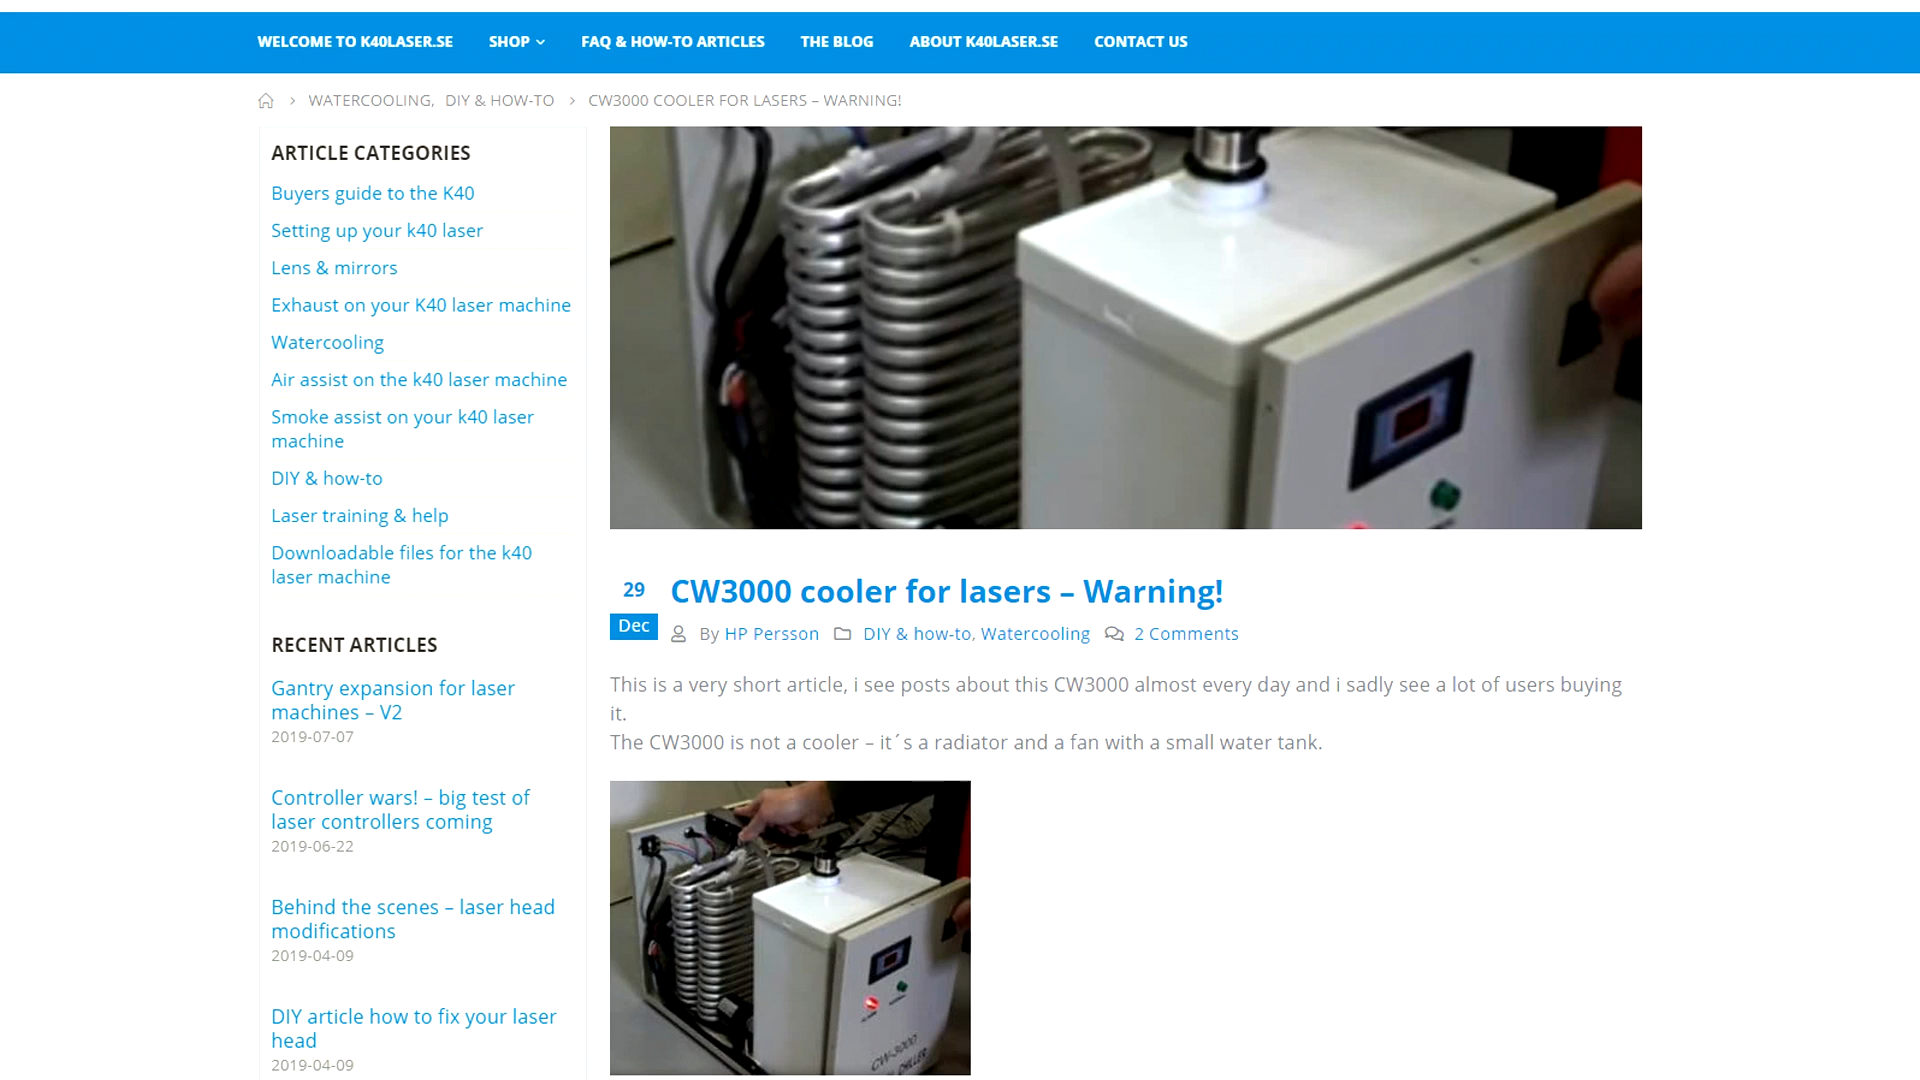 WELCOME TO K40LASER.SE SHOP FAQ & HOW-TO ARTICLES THE BLOG ABOUT K40LASER.SE CONTACT US
WATERCOOLING, DIY & HOW-TO CW3000 COOLER FOR LASERS – WARNING!
ARTICLE CATEGORIES
Buyers guide to the K40
Setting up your k40 laser
Lens & mirrors
Exhaust on your K40 laser machine
Watercooling
Air assist on the k40 laser machine
Smoke assist on your k40 laser
machine
DIY & how-to
Laser training & help
Downloadable files for the k40
laser machine
RECENT ARTICLES
Gantry expansion for laser
machines – V2
2019-07-07
Controller wars! – big test of
laser controllers coming
2019-06-22
Behind the scenes – laser head
modifications
2019-04-09
DIY article how to fix your laser
head
2019-04-09
29
Dec
CW3000 cooler for lasers – Warning!
By HP Persson DIY & how-to, Watercooling 2 Comments
This is a very short article, i see posts about this CW3000 almost every day and i sadly see a lot of users buying
it.
The CW3000 is not a cooler – it´s a radiator and a fan with a small water tank.
CW-3000
CHILLER